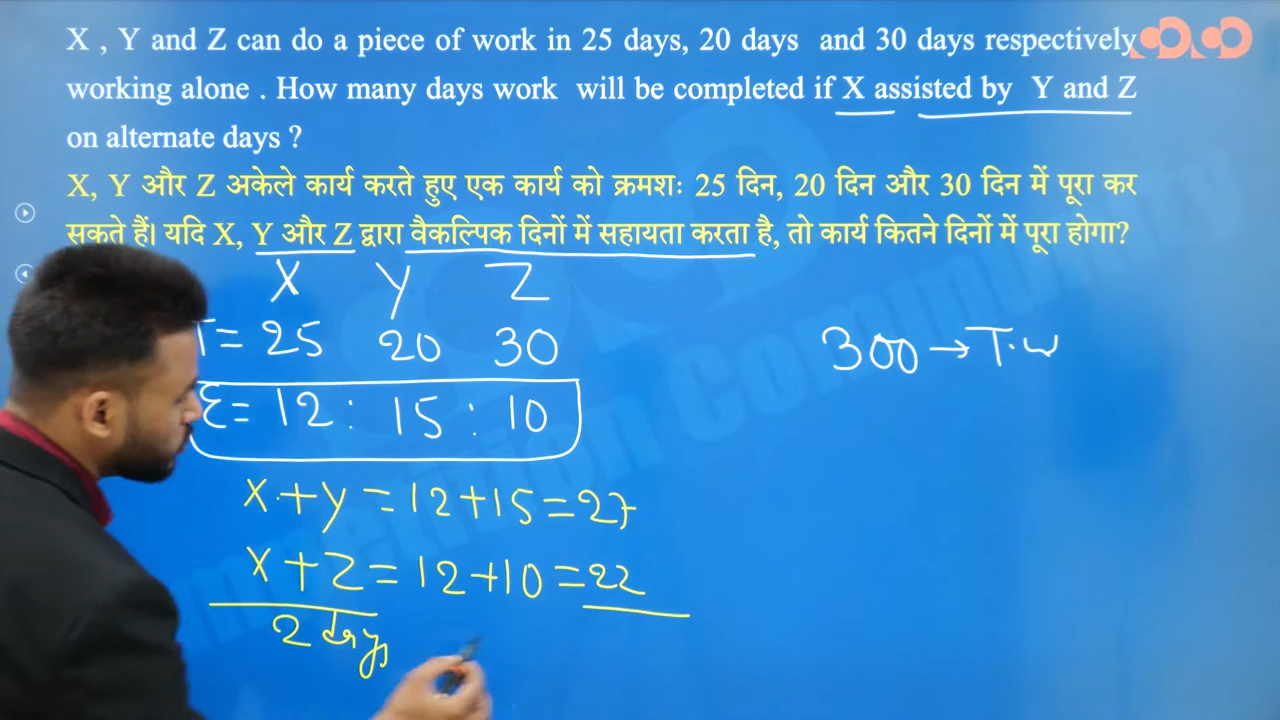 X , Y and Z can do a piece of work in 25 days, 20 days and 30 days respectively
working alone . How many days work will be completed if X assisted by Y and Z
on alternate days ?
X, Y और Z अकेले कार्य करते हुए एक कार्य को क्रमशः 25 दिन, 20 दिन और 30 दिन में पूरा कर
सकते हैं। यदि X, Y और Z द्वारा वैकल्पिक दिनों में सहायता करता है, तो कार्य कितने दिनों में पूरा होगा?
X Y Z
T= 25 20 30
300 → T.W
E= 12 : 15 : 10
X+Y = 12+15 = 27
X+Z = 12+10 = 22
2 days